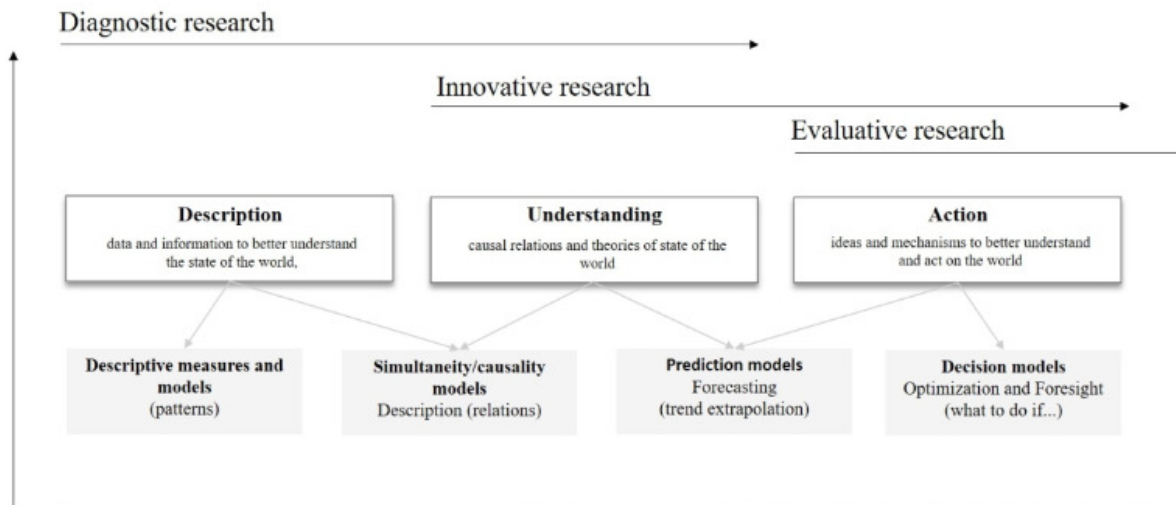 Diagnostic research
Innovative research
Evaluative research
Description
data and information to better understand
the state of the world,
Understanding
causal relations and theories of state of the
world
Action
ideas and mechanisms to better understand
and act on the world
Descriptive measures and
models
(patterns)
Simultaneity/causality
models
Description (relations)
Prediction models
Forecasting
(trend extrapolation)
Decision models
Optimization and Foresight
(what to do if...)